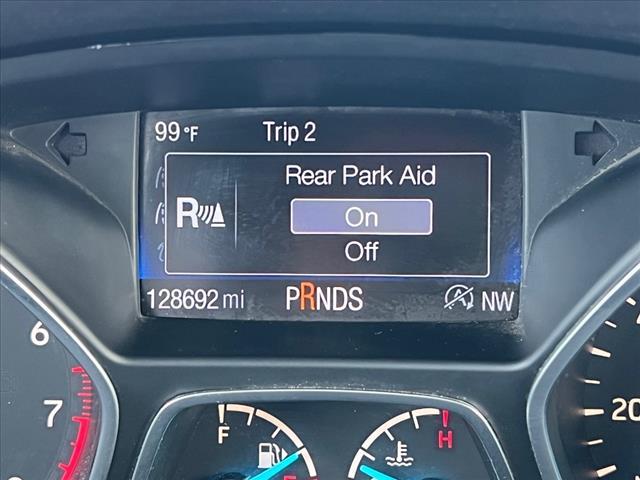 99 °F Trip 2
Rear Park Aid
R On
Off
128692 mi PRNDS A NW
6
7
F H
20